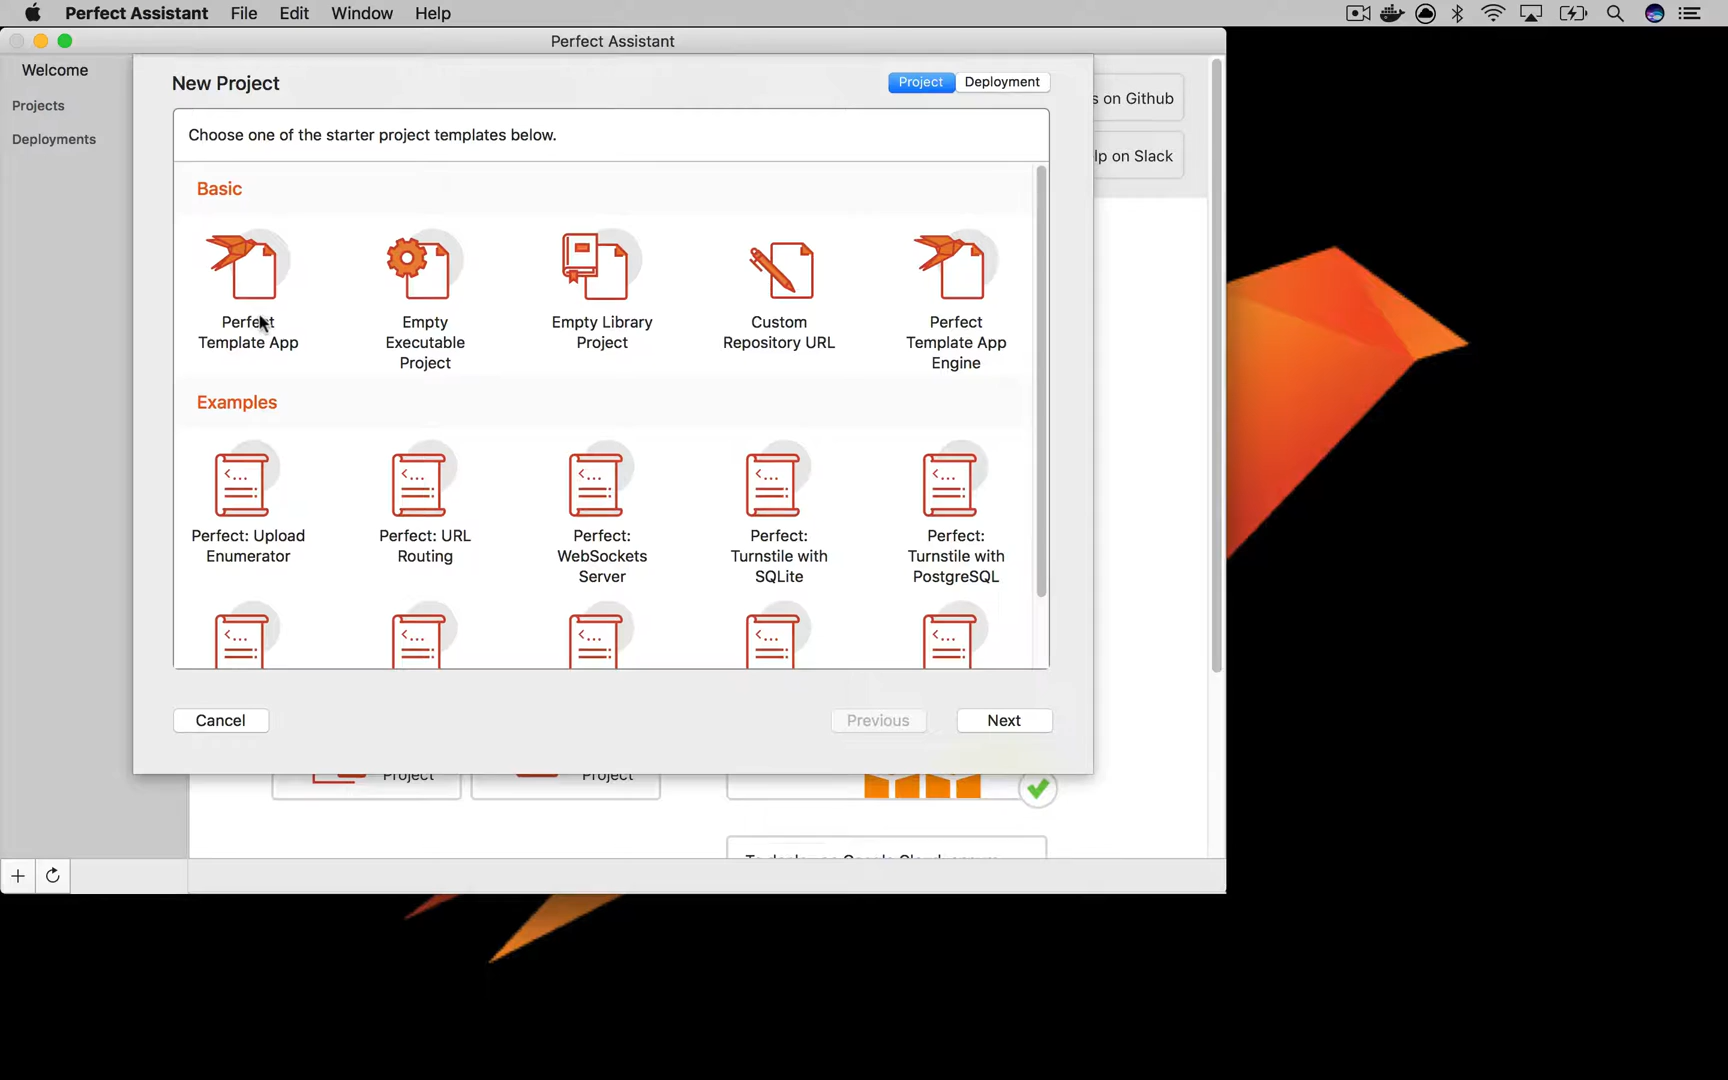 Perfect Assistant File Edit Window Help
Perfect Assistant
Welcome
Projects
Deployments
New Project
Project Deployment
s on Github
lp on Slack
Choose one of the starter project templates below.
Basic
Perfect Template App
Empty Executable Project
Empty Library Project
Custom Repository URL
Perfect Template App Engine
Examples
Perfect: Upload Enumerator
Perfect: URL Routing
Perfect: WebSockets Server
Perfect: Turnstile with SQLite
Perfect: Turnstile with PostgreSQL
Cancel
Previous
Next
Project
Project